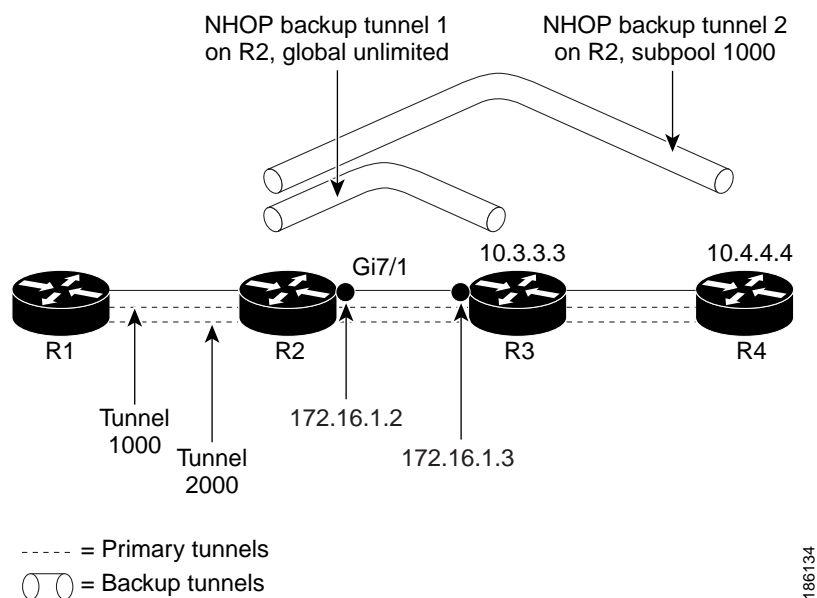 NHOP backup tunnel 1
on R2, global unlimited
NHOP backup tunnel 2
on R2, subpool 1000
Gi7/1
10.3.3.3
10.4.4.4
R1
R2
R3
R4
Tunnel
1000
Tunnel
2000
172.16.1.2
172.16.1.3
= Primary tunnels
= Backup tunnels
186134